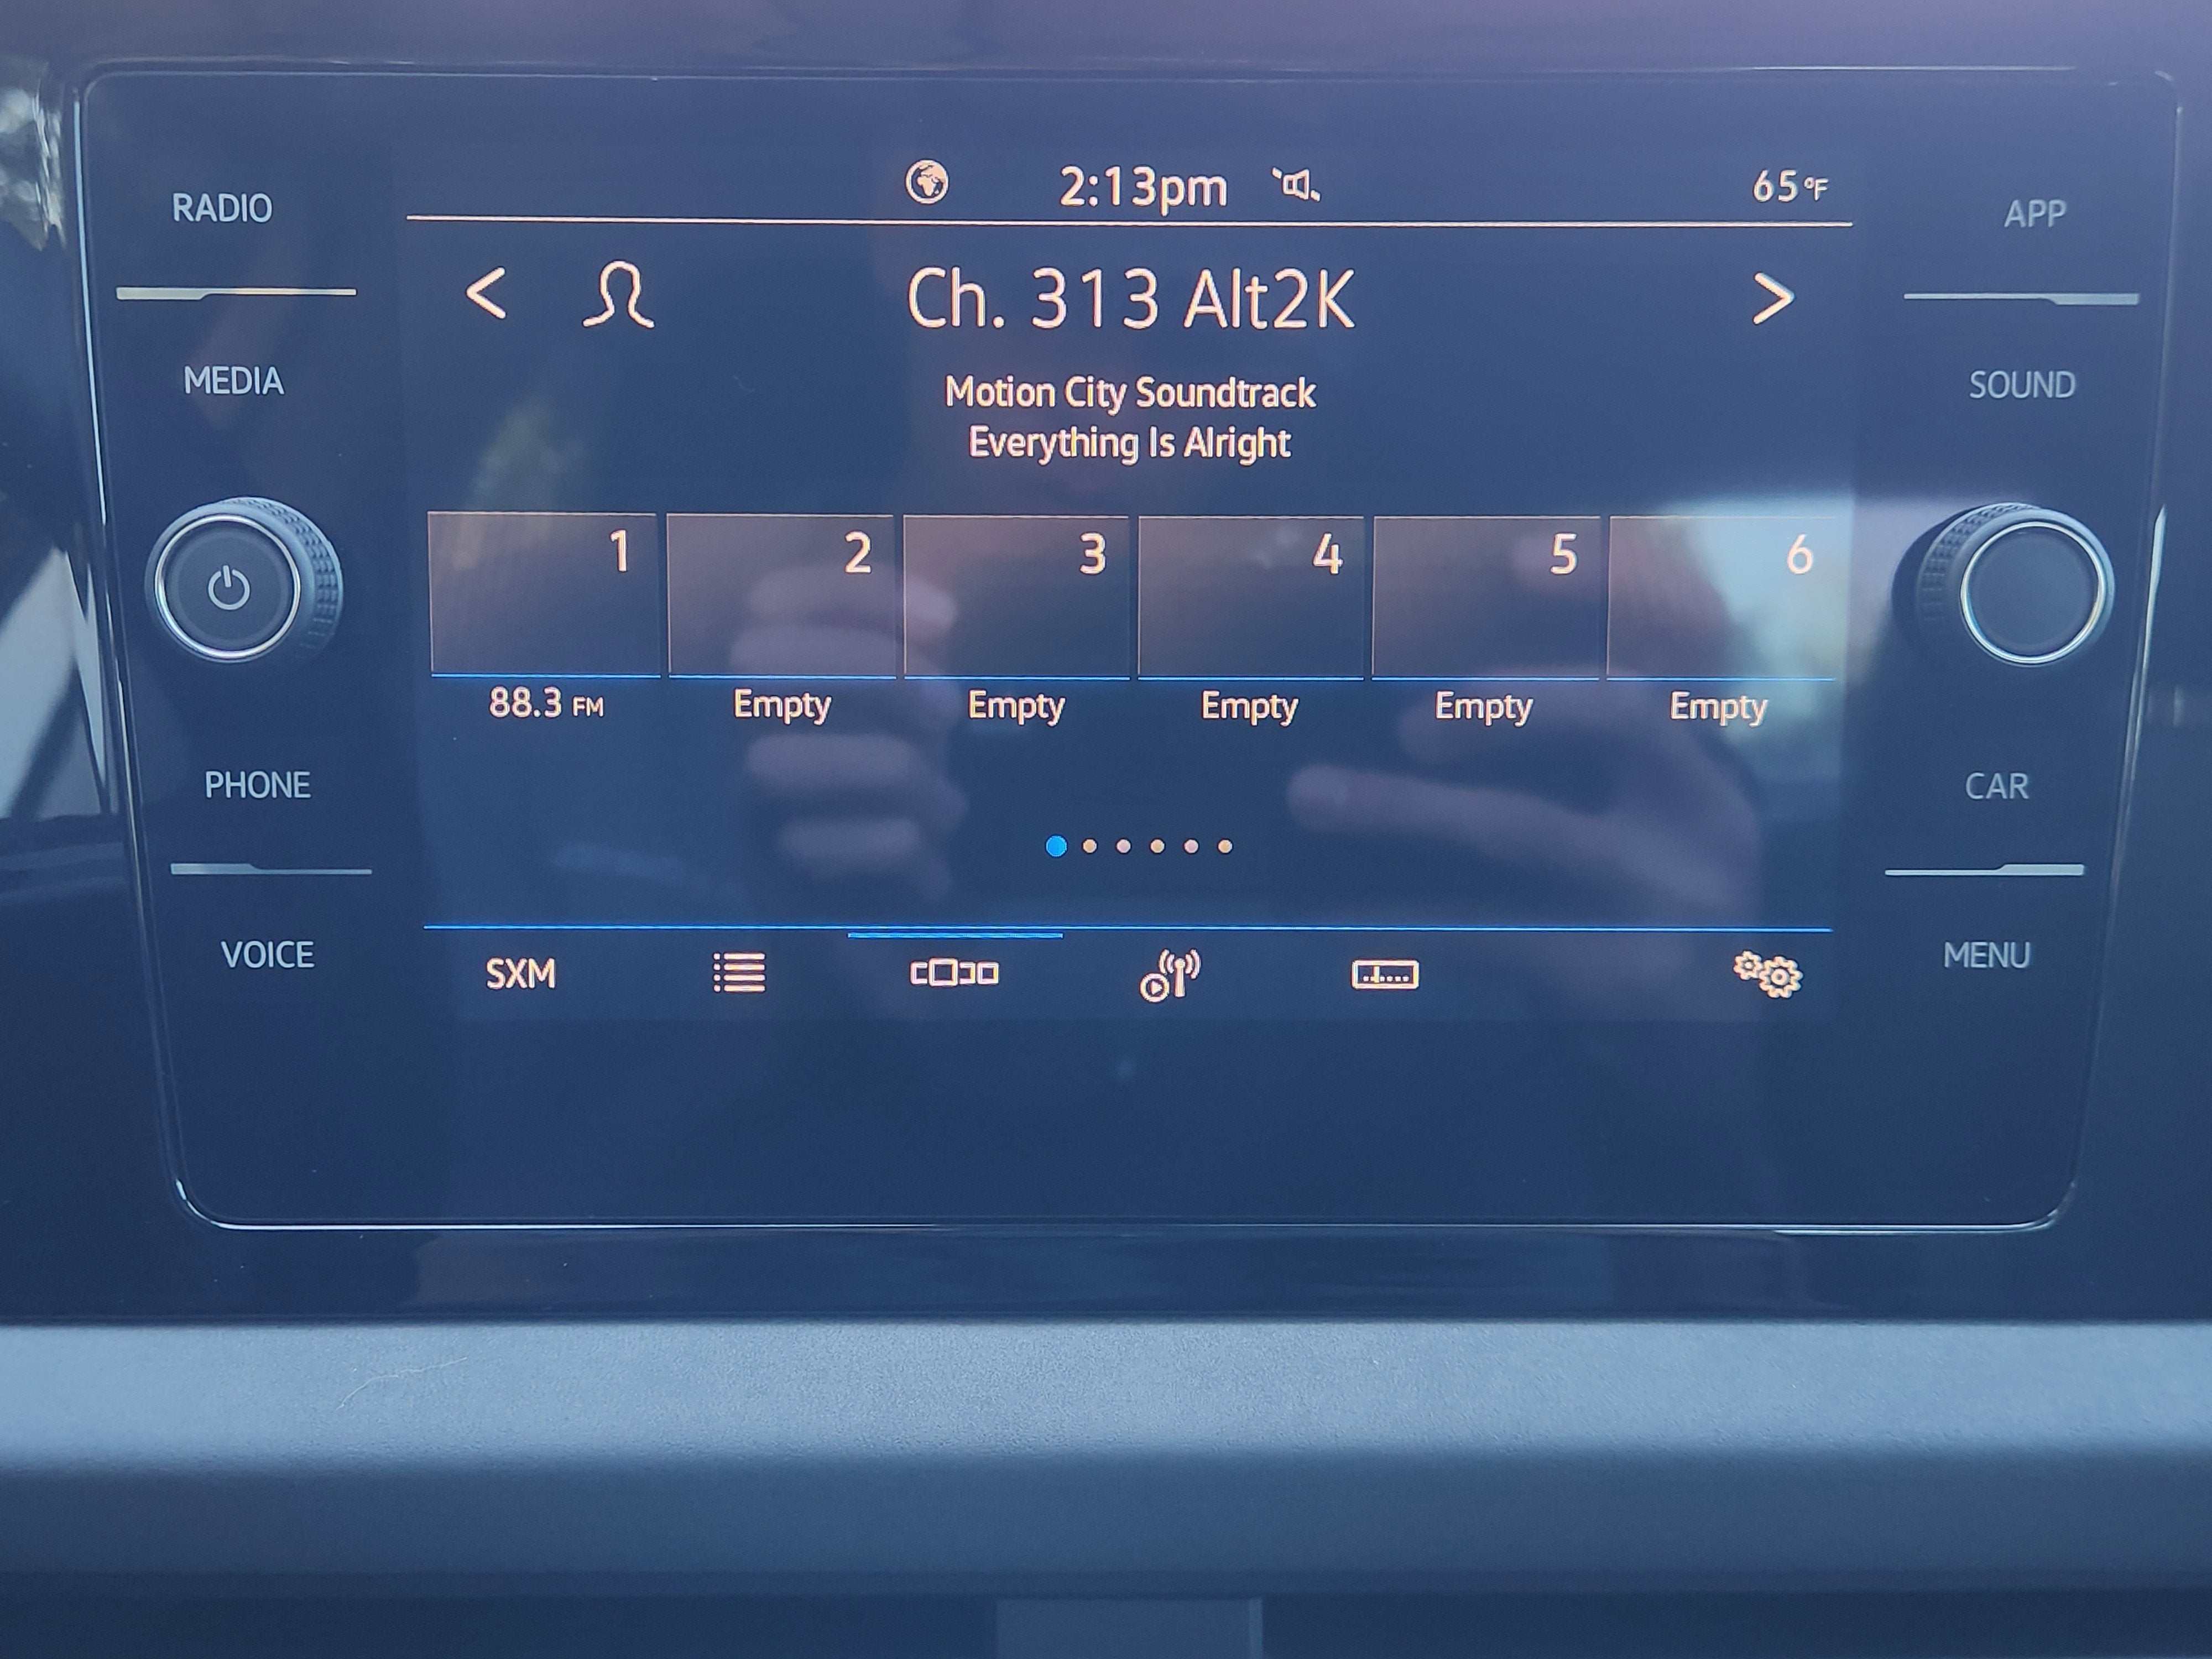 2:13pm
65°F
RADIO
APP
Ch. 313 Alt2K
MEDIA
SOUND
Motion City Soundtrack
Everything Is Alright
1 2 3 4 5 6
88.3 FM Empty Empty Empty Empty Empty
PHONE
CAR
VOICE
MENU
SXM